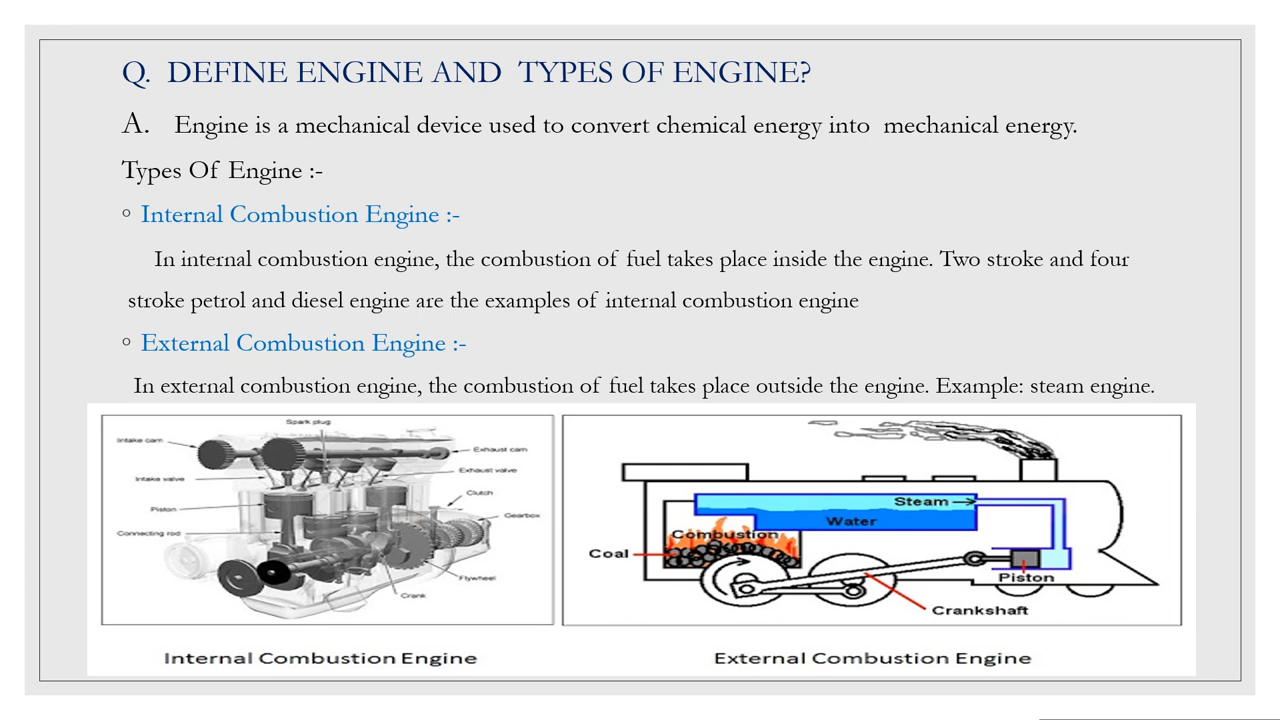 Q. DEFINE ENGINE AND TYPES OF ENGINE?
A. Engine is a mechanical device used to convert chemical energy into mechanical energy.
Types Of Engine :-
◦ Internal Combustion Engine :-
In internal combustion engine, the combustion of fuel takes place inside the engine. Two stroke and four
stroke petrol and diesel engine are the examples of internal combustion engine
◦ External Combustion Engine :-
In external combustion engine, the combustion of fuel takes place outside the engine. Example: steam engine.
Spark plug
Intake cam
Exhaust cam
Exhaust valve
Intake valve
Clutch
Piston
Gearbox
Connecting rod
Flywheel
Crank
Steam
Water
Combustion
Coal
Piston
Crankshaft
Internal Combustion Engine
External Combustion Engine